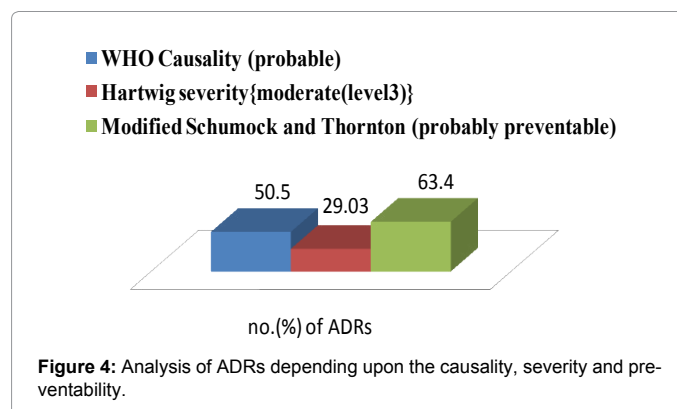 WHO Causality (probable)
Hartwig severity{moderate(level3)}
Modified Schumock and Thornton (probably preventable)
50.5
29.03
63.4
no.(%) of ADRs
Figure 4: Analysis of ADRs depending upon the causality, severity and pre-
ventability.